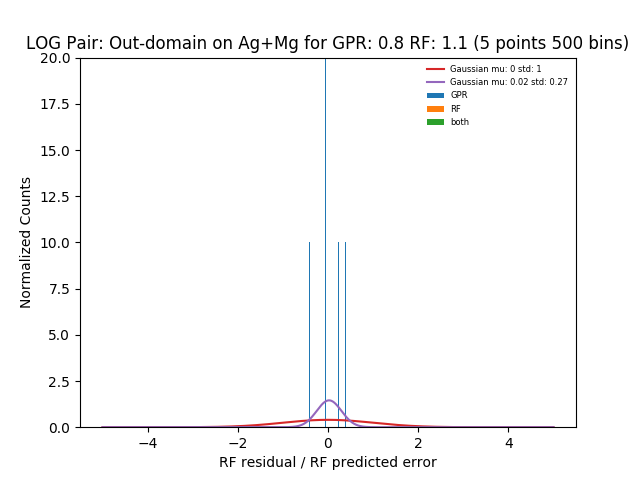 LOG Pair: Out-domain on Ag+Mg for GPR: 0.8 RF: 1.1 (5 points 500 bins)
Normalized Counts
20.0
17.5
15.0
12.5
10.0
7.5
5.0
2.5
0.0
Gaussian mu: 0 std: 1
Gaussian mu: 0.02 std: 0.27
GPR
RF
both
−4
−2
0
2
4
RF residual / RF predicted error